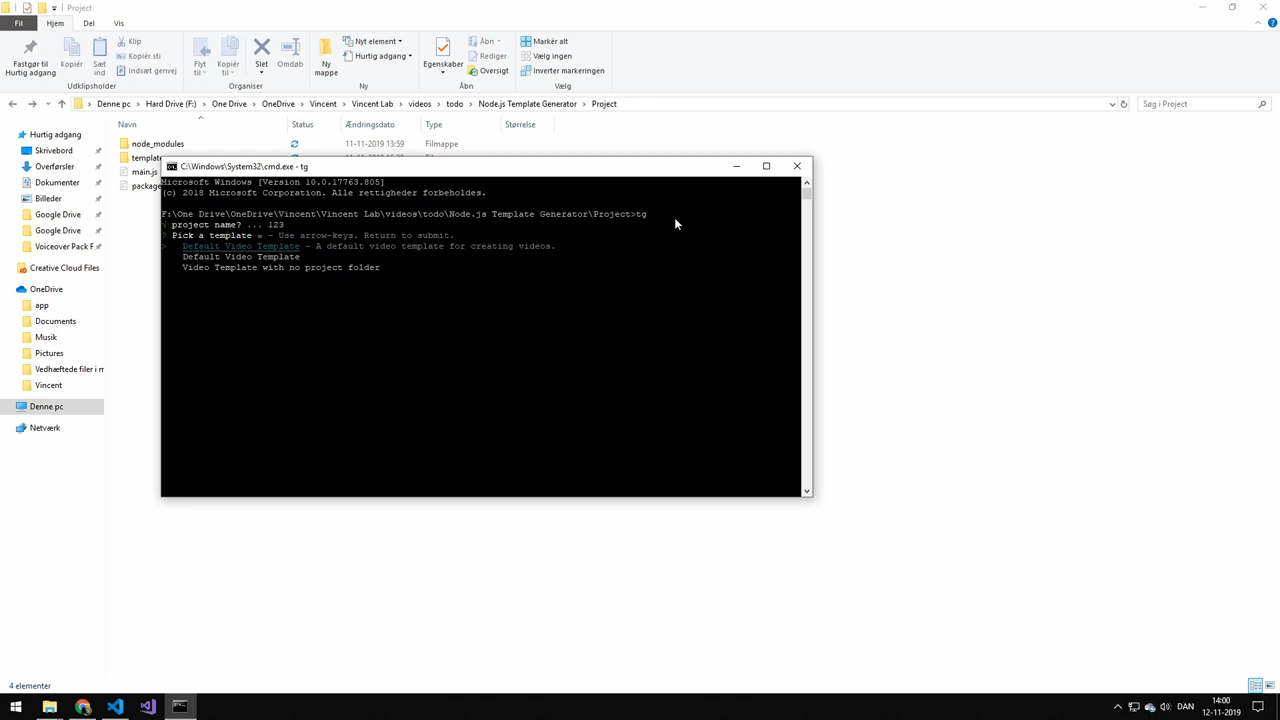 Project
Fil Hjem Del Vis
Fastgør til Hurtig adgang
Kopiér
Sæt ind
Klip
Kopiér sti
Indsæt genvej
Udklipsholder
Flyt til
Kopiér til
Slet
Omdøb
Organiser
Ny mappe
Nyt element
Hurtig adgang
Ny
Egenskaber
Åbn
Rediger
Oversigt
Åbn
Markér alt
Vælg ingen
Inverter markeringen
Vælg
Denne pc › Hard Drive (F:) › One Drive › OneDrive › Vincent › Vincent Lab › videos › todo › Node.js Template Generator › Project
Søg i Project
Navn Status Ændringsdato Type Størrelse
Hurtig adgang
Skrivebord
Overførsler
Dokumenter
Billeder
Google Drive
Google Drive
Voiceover Pack F
Creative Cloud Files
OneDrive
app
Documents
Musik
Pictures
Vedhæftede filer i m
Vincent
Denne pc
Netværk
node_modules 11-11-2019 13:59 Filmappe
template
main.js
package
C:\Windows\System32\cmd.exe - tg
Microsoft Windows [Version 10.0.17763.805]
(c) 2018 Microsoft Corporation. Alle rettigheder forbeholdes.
F:\One Drive\OneDrive\Vincent\Vincent Lab\videos\todo\Node.js Template Generator\Project>tg
√ project name? ... 123
? Pick a template » - Use arrow-keys. Return to submit.
> Default Video Template - A default video template for creating videos.
Default Video Template
Video Template with no project folder
4 elementer
DAN
14:00
12-11-2019